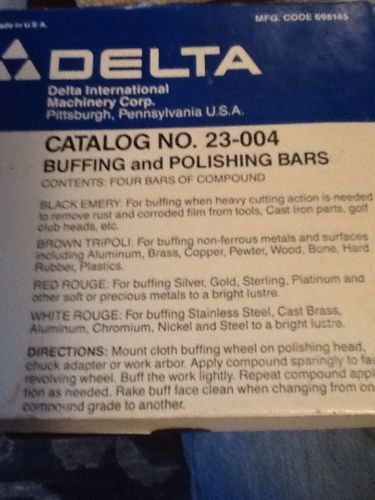 Made in U.S.A.
MFG. CODE 698145
DELTA
Delta International
Machinery Corp.
Pittsburgh, Pennsylvania U.S.A.
CATALOG NO. 23-004
BUFFING and POLISHING BARS
CONTENTS: FOUR BARS OF COMPOUND
BLACK EMERY: For buffing when heavy cutting action is needed
to remove rust and corroded film from tools, Cast Iron parts, golf
club heads, etc.
BROWN TRIPOLI: For buffing non-ferrous metals and surfaces
including Aluminum, Brass, Copper, Pewter, Wood, Bone, Hard
Rubber, Plastics.
RED ROUGE: For buffing Silver, Gold, Sterling, Platinum and
other soft or precious metals to a bright lustre.
WHITE ROUGE: For buffing Stainless Steel, Cast Brass,
Aluminum, Chromium, Nickel and Steel to a bright lustre.
DIRECTIONS: Mount cloth buffing wheel on polishing head,
chuck adapter or work arbor. Apply compound sparingly to fa
revolving wheel. Buff the work lightly. Repeat compound appl
tion as needed. Rake buff face clean when changing from on
compound grade to another.